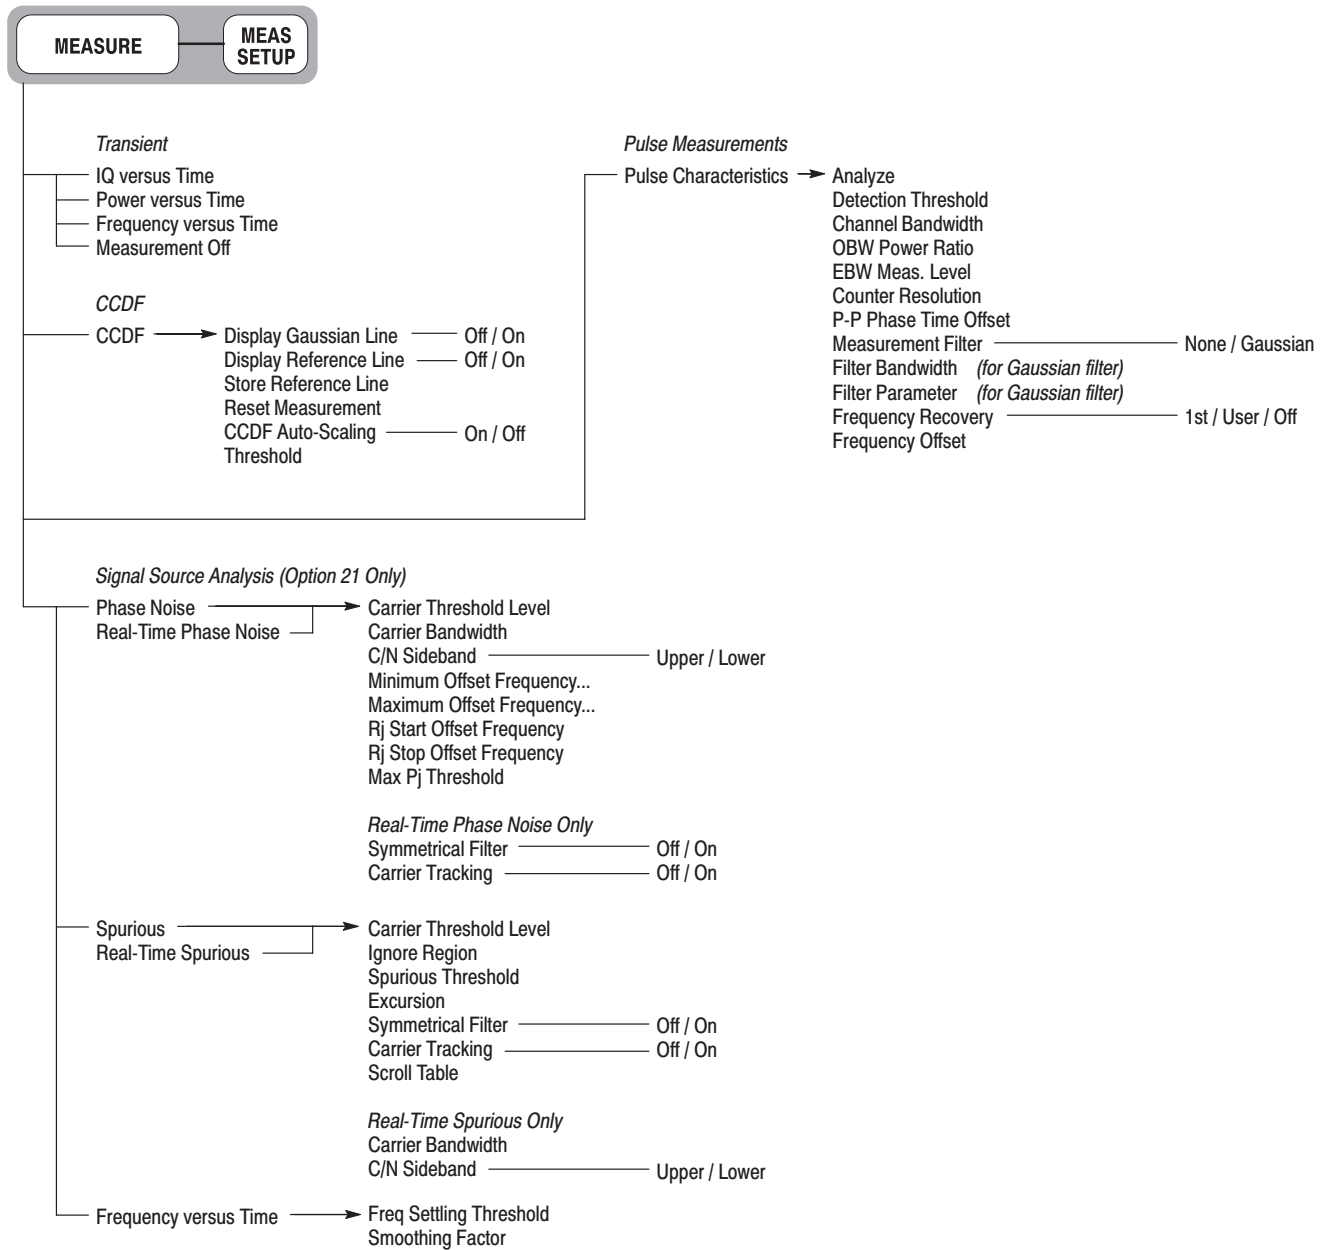 MEASURE
MEAS
SETUP
Transient
IQ versus Time
Power versus Time
Frequency versus Time
Measurement Off
CCDF
CCDF
Display Gaussian Line Off / On
Display Reference Line Off / On
Store Reference Line
Reset Measurement
CCDF Auto-Scaling On / Off
Threshold
Pulse Measurements
Pulse Characteristics
Analyze
Detection Threshold
Channel Bandwidth
OBW Power Ratio
EBW Meas. Level
Counter Resolution
P-P Phase Time Offset
Measurement Filter None / Gaussian
Filter Bandwidth (for Gaussian filter)
Filter Parameter (for Gaussian filter)
Frequency Recovery 1st / User / Off
Frequency Offset
Signal Source Analysis (Option 21 Only)
Phase Noise
Real-Time Phase Noise
Carrier Threshold Level
Carrier Bandwidth
C/N Sideband Upper / Lower
Minimum Offset Frequency...
Maximum Offset Frequency...
Rj Start Offset Frequency
Rj Stop Offset Frequency
Max Pj Threshold
Real-Time Phase Noise Only
Symmetrical Filter Off / On
Carrier Tracking Off / On
Spurious
Real-Time Spurious
Carrier Threshold Level
Ignore Region
Spurious Threshold
Excursion
Symmetrical Filter Off / On
Carrier Tracking Off / On
Scroll Table
Real-Time Spurious Only
Carrier Bandwidth
C/N Sideband Upper / Lower
Frequency versus Time
Freq Settling Threshold
Smoothing Factor